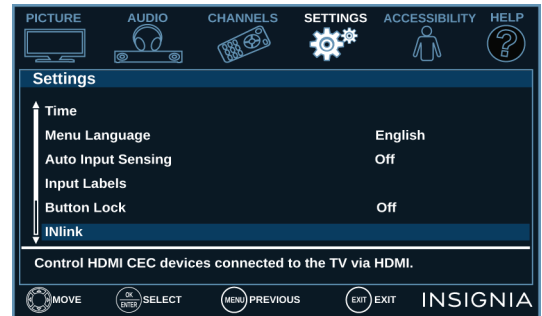 PICTURE AUDIO CHANNELS SETTINGS ACCESSIBILITY HELP
?
Settings
Time
Menu Language English
Auto Input Sensing Off
Input Labels
Button Lock Off
INlink
Control HDMI CEC devices connected to the TV via HDMI.
MOVE OK ENTER SELECT MENU PREVIOUS EXIT EXIT INSIGNIA